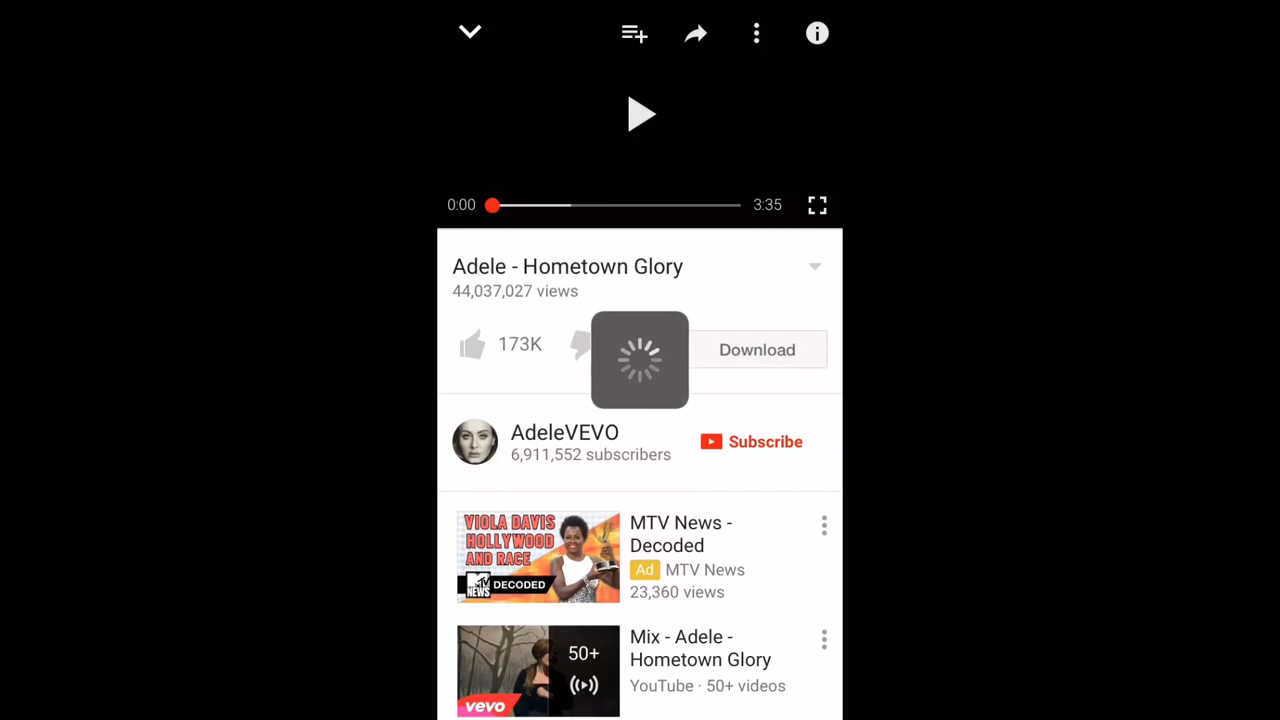 0:00
3:35
Adele - Hometown Glory
44,037,027 views
173K
Download
AdeleVEVO
6,911,552 subscribers
Subscribe
VIOLA DAVIS
HOLLYWOOD
AND RACE
MTV
NEWS
DECODED
MTV News -
Decoded
Ad MTV News
23,360 views
50+
vevo
Mix - Adele -
Hometown Glory
YouTube · 50+ videos